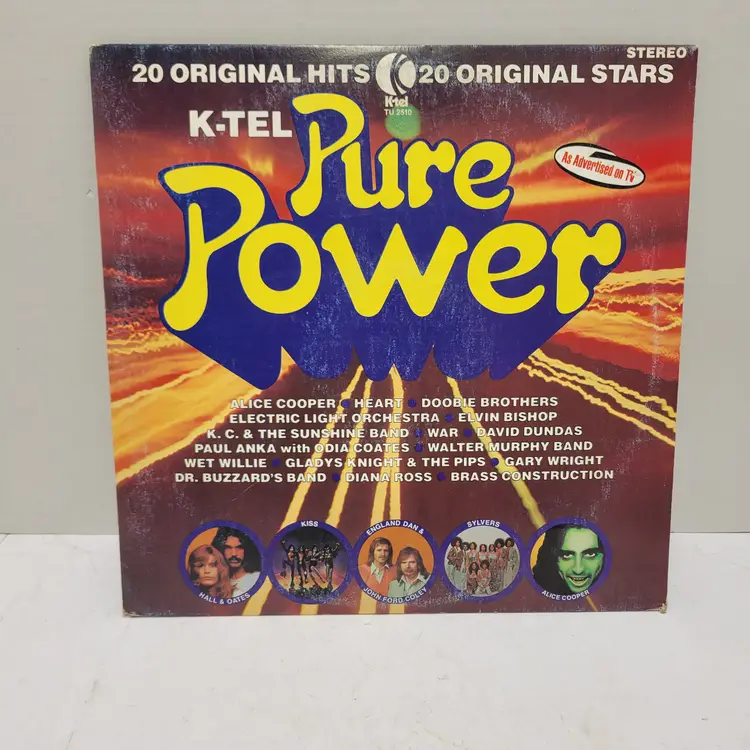 STEREO
20 ORIGINAL HITS K-tel 20 ORIGINAL STARS
TU 2510
K-TEL
Pure
Power
As Advertised on TV
ALICE COOPER • HEART • DOOBIE BROTHERS
ELECTRIC LIGHT ORCHESTRA • ELVIN BISHOP
K. C. & THE SUNSHINE BAND • WAR • DAVID DUNDAS
PAUL ANKA with ODIA COATES • WALTER MURPHY BAND
WET WILLIE • GLADYS KNIGHT & THE PIPS • GARY WRIGHT
DR. BUZZARD'S BAND • DIANA ROSS • BRASS CONSTRUCTION
HALL & OATES
KISS
ENGLAND DAN &
JOHN FORD COLEY
SYLVERS
ALICE COOPER